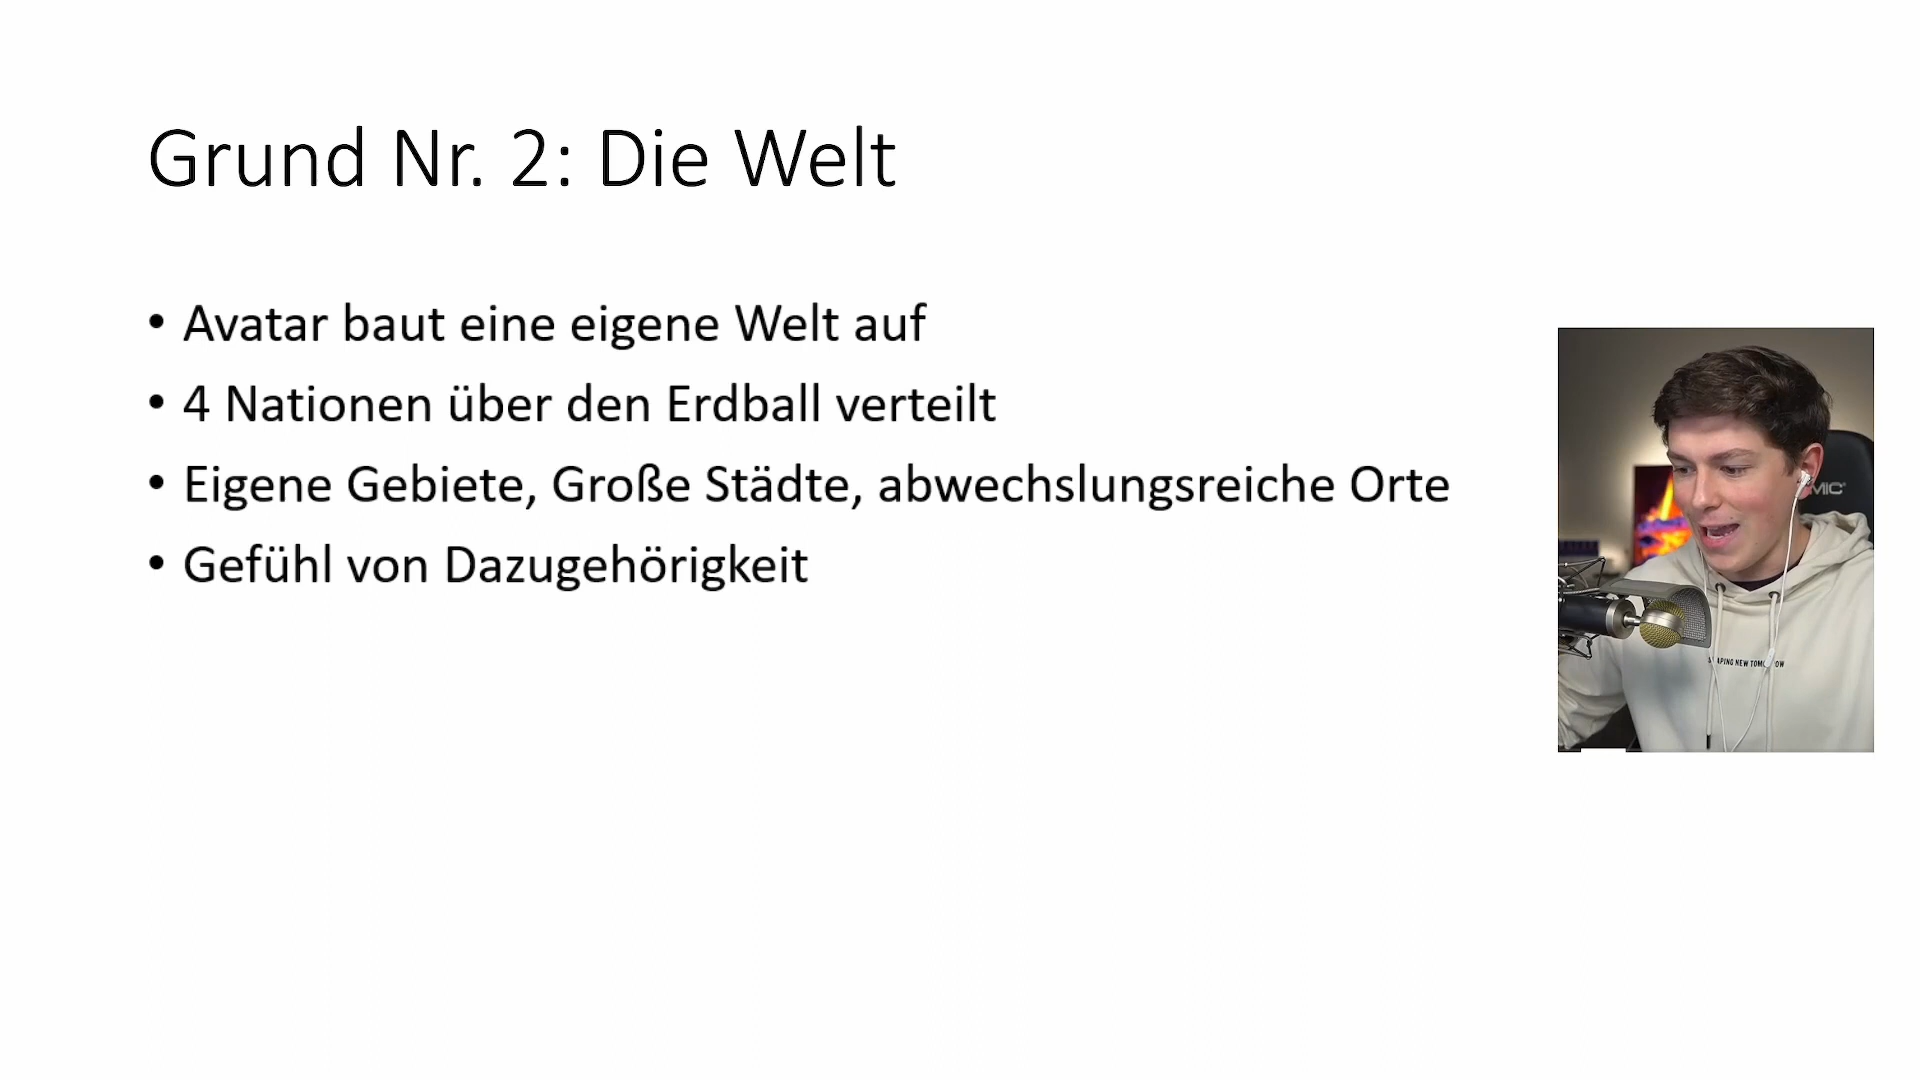 Grund Nr. 2: Die Welt
• Avatar baut eine eigene Welt auf
• 4 Nationen über den Erdball verteilt
• Eigene Gebiete, Große Städte, abwechslungsreiche Orte
• Gefühl von Dazugehörigkeit
NEW